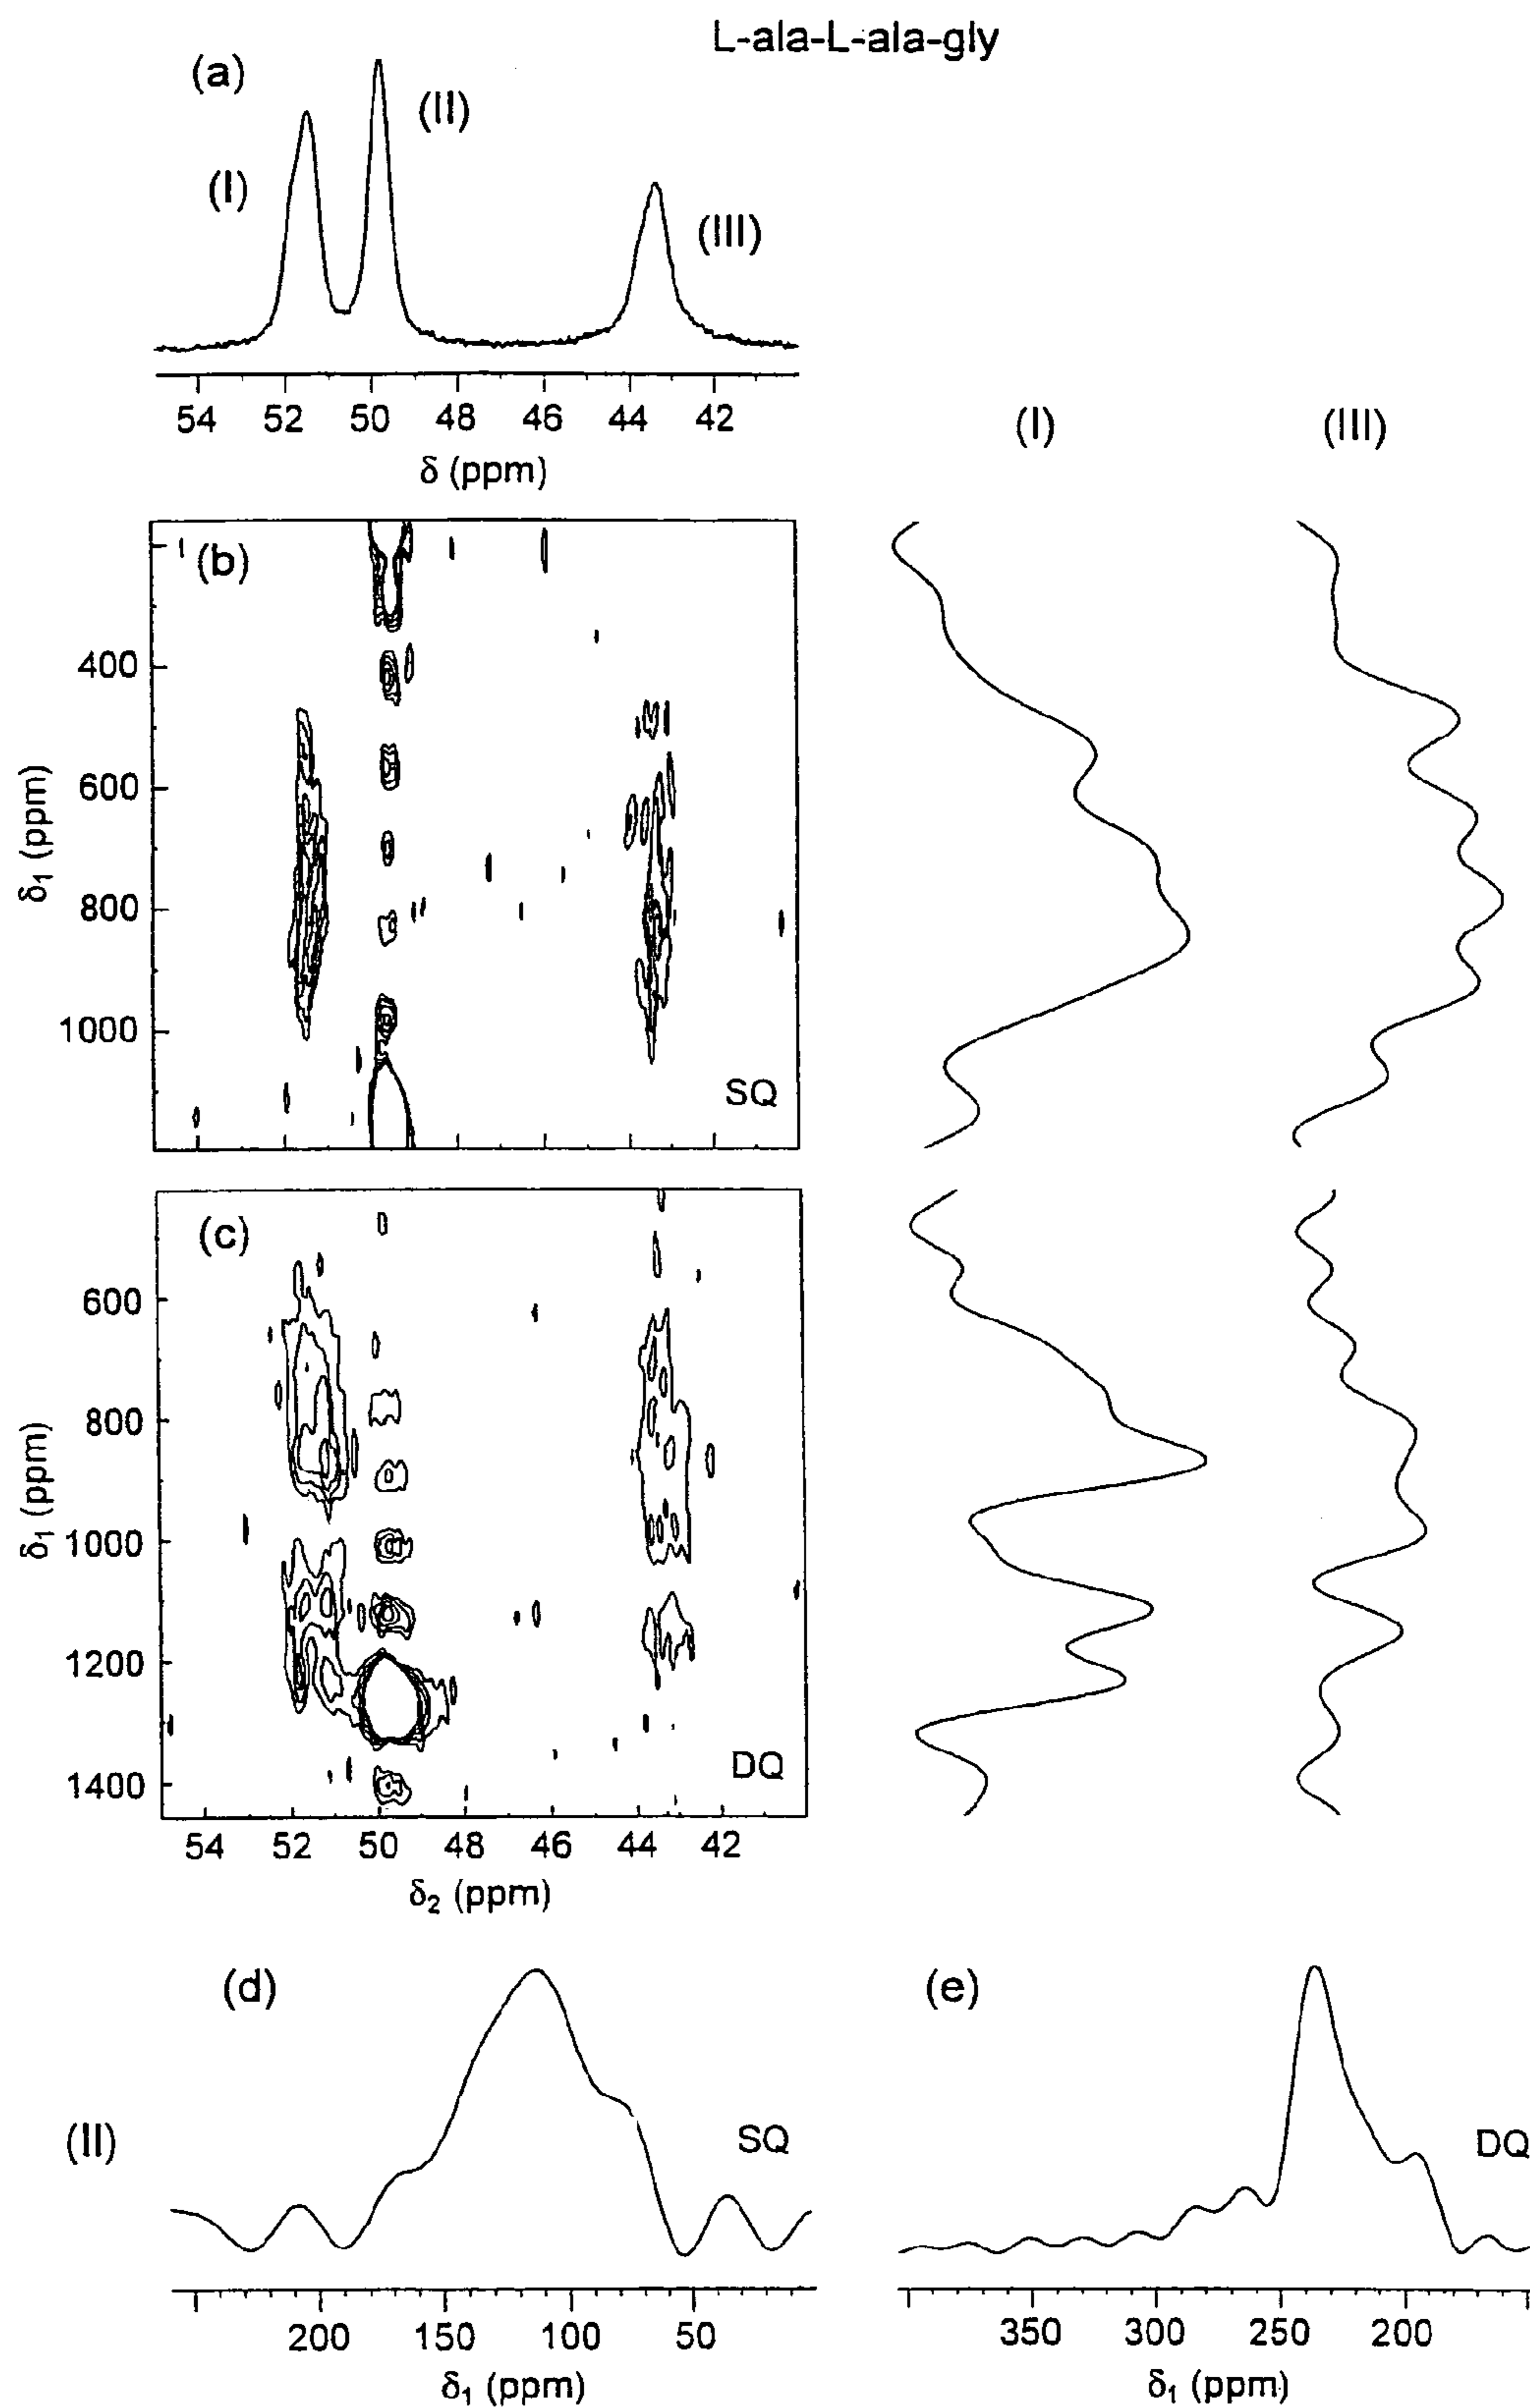 L-ala-L-ala-gly
(a)
(I)
(II)
(III)
54 52 50 48 46 44 42
δ (ppm)
(I) (III)
(b)
400
600
800
1000
δ1 (ppm)
SQ
(c)
600
800
1000
1200
1400
δ1 (ppm)
DQ
54 52 50 48 46 44 42
δ2 (ppm)
(d)
(II)
SQ
200 150 100 50
δ1 (ppm)
(e)
DQ
350 300 250 200
δ1 (ppm)